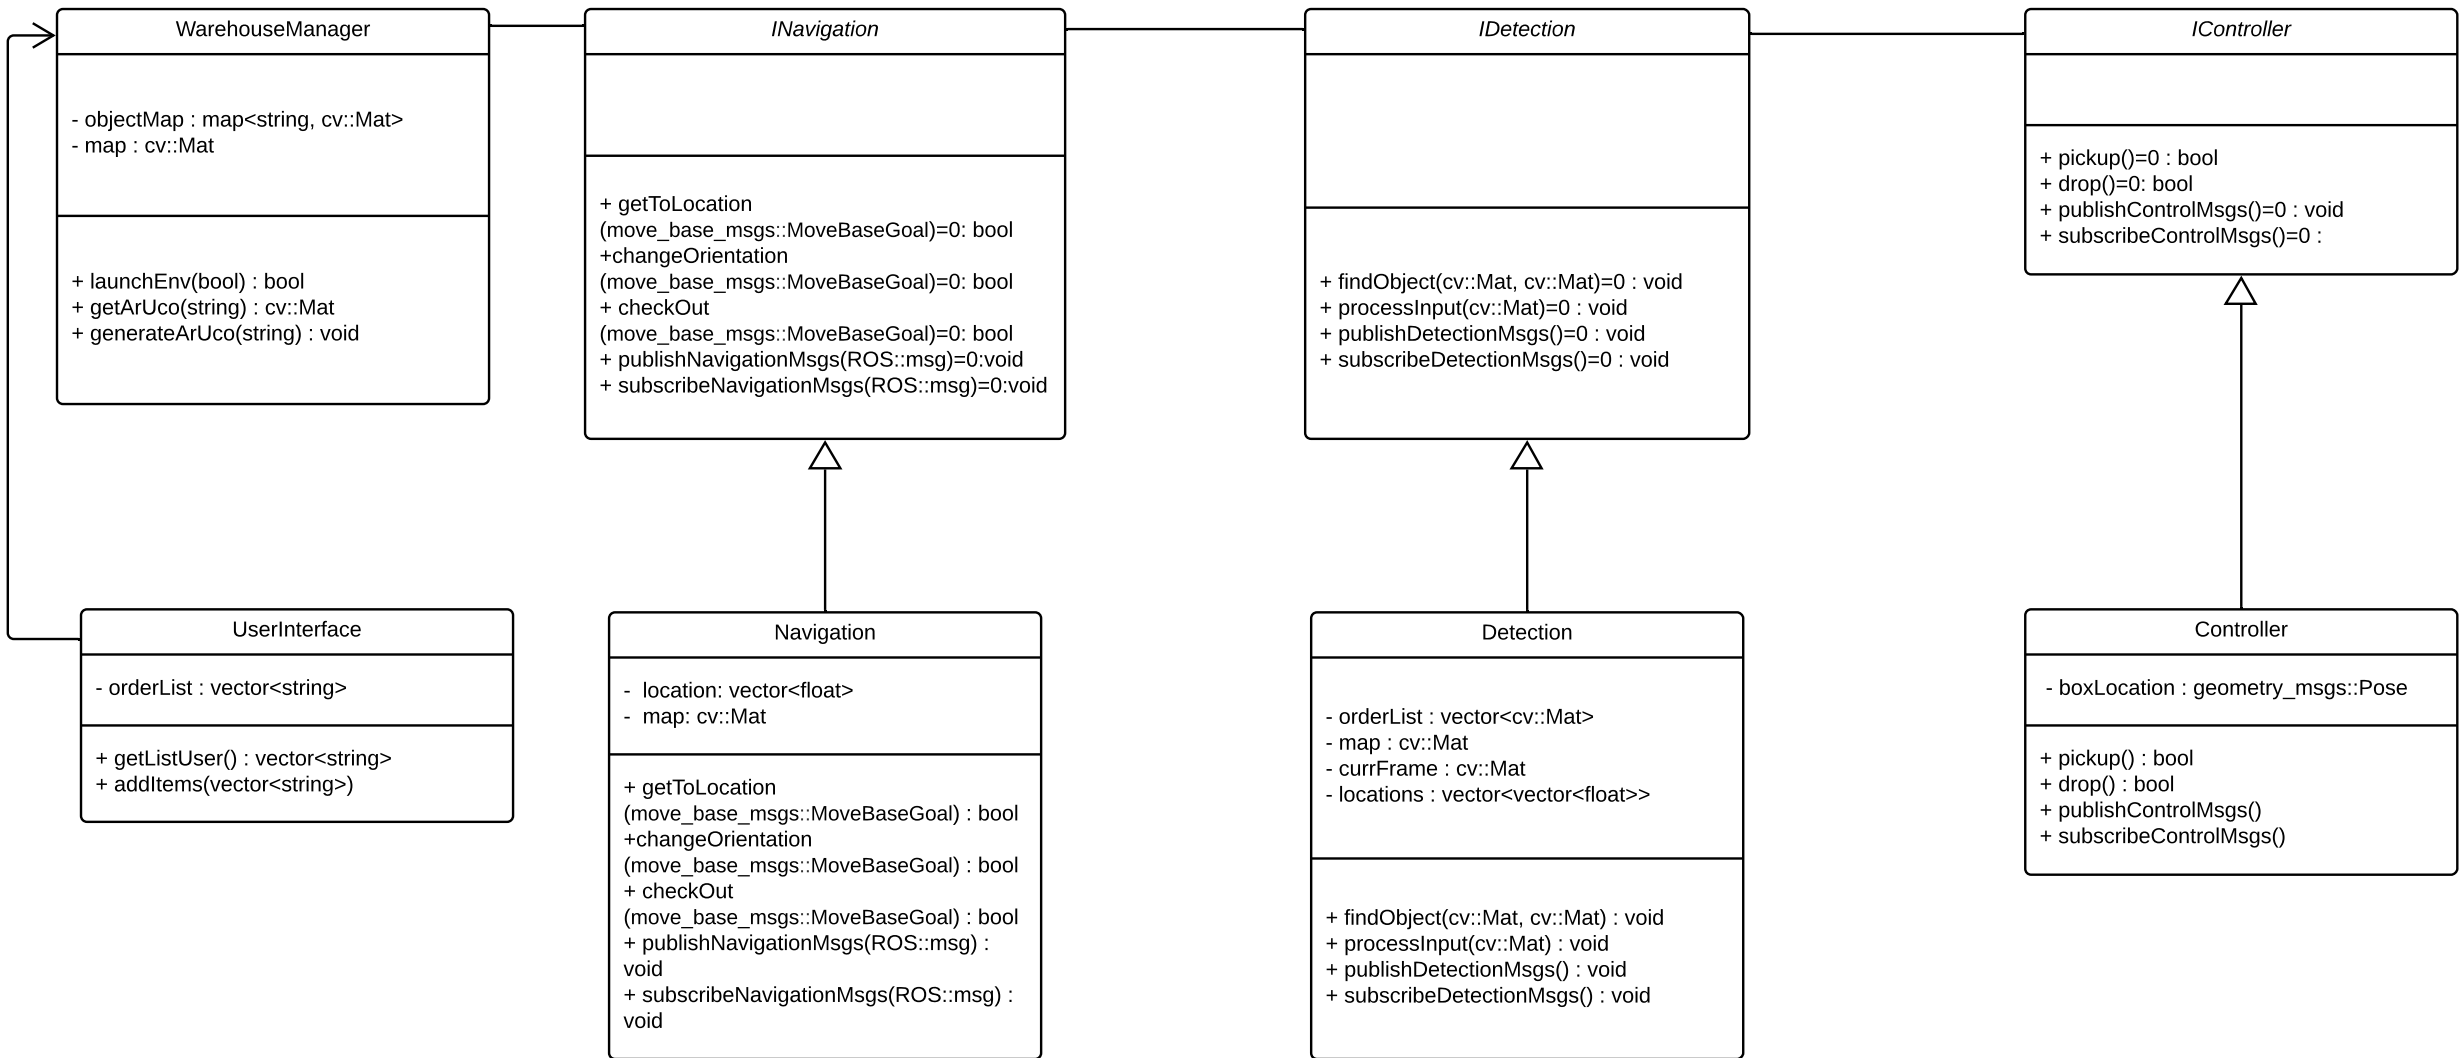 WarehouseManager
- objectMap : map<string, cv::Mat>
- map : cv::Mat
+ launchEnv(bool) : bool
+ getArUco(string) : cv::Mat
+ generateArUco(string) : void
INavigation
+ getToLocation
(move_base_msgs::MoveBaseGoal)=0: bool
+changeOrientation
(move_base_msgs::MoveBaseGoal)=0: bool
+ checkOut
(move_base_msgs::MoveBaseGoal)=0: bool
+ publishNavigationMsgs(ROS::msg)=0:void
+ subscribeNavigationMsgs(ROS::msg)=0:void
IDetection
+ findObject(cv::Mat, cv::Mat)=0 : void
+ processInput(cv::Mat)=0 : void
+ publishDetectionMsgs()=0 : void
+ subscribeDetectionMsgs()=0 : void
IController
+ pickup()=0 : bool
+ drop()=0: bool
+ publishControlMsgs()=0 : void
+ subscribeControlMsgs()=0 :
UserInterface
- orderList : vector<string>
+ getListUser() : vector<string>
+ addItems(vector<string>)
Navigation
-  location: vector<float>
-  map: cv::Mat
+ getToLocation
(move_base_msgs::MoveBaseGoal) : bool
+changeOrientation
(move_base_msgs::MoveBaseGoal) : bool
+ checkOut
(move_base_msgs::MoveBaseGoal) : bool
+ publishNavigationMsgs(ROS::msg) :
void
+ subscribeNavigationMsgs(ROS::msg) :
void
Detection
- orderList : vector<cv::Mat>
- map : cv::Mat
- currFrame : cv::Mat
- locations : vector<vector<float>>
+ findObject(cv::Mat, cv::Mat) : void
+ processInput(cv::Mat) : void
+ publishDetectionMsgs() : void
+ subscribeDetectionMsgs() : void
Controller
- boxLocation : geometry_msgs::Pose
+ pickup() : bool
+ drop() : bool
+ publishControlMsgs()
+ subscribeControlMsgs()